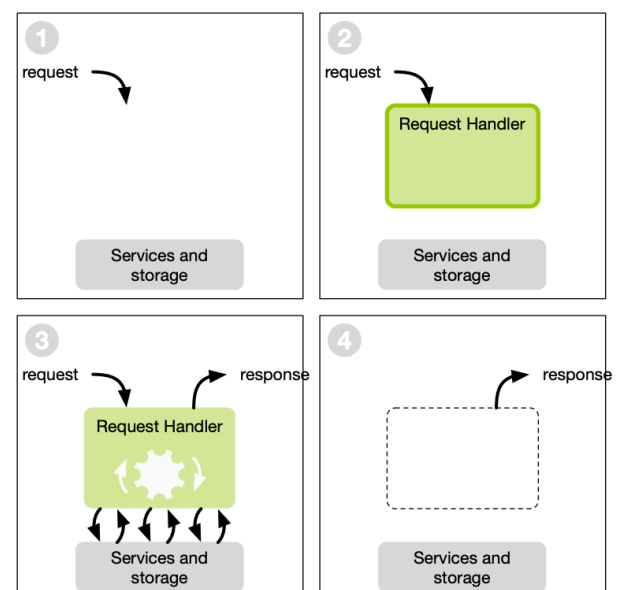 1
request
Services and
storage
2
request
Request Handler
Services and
storage
3
request
response
Request Handler
Services and
storage
4
response
Services and
storage